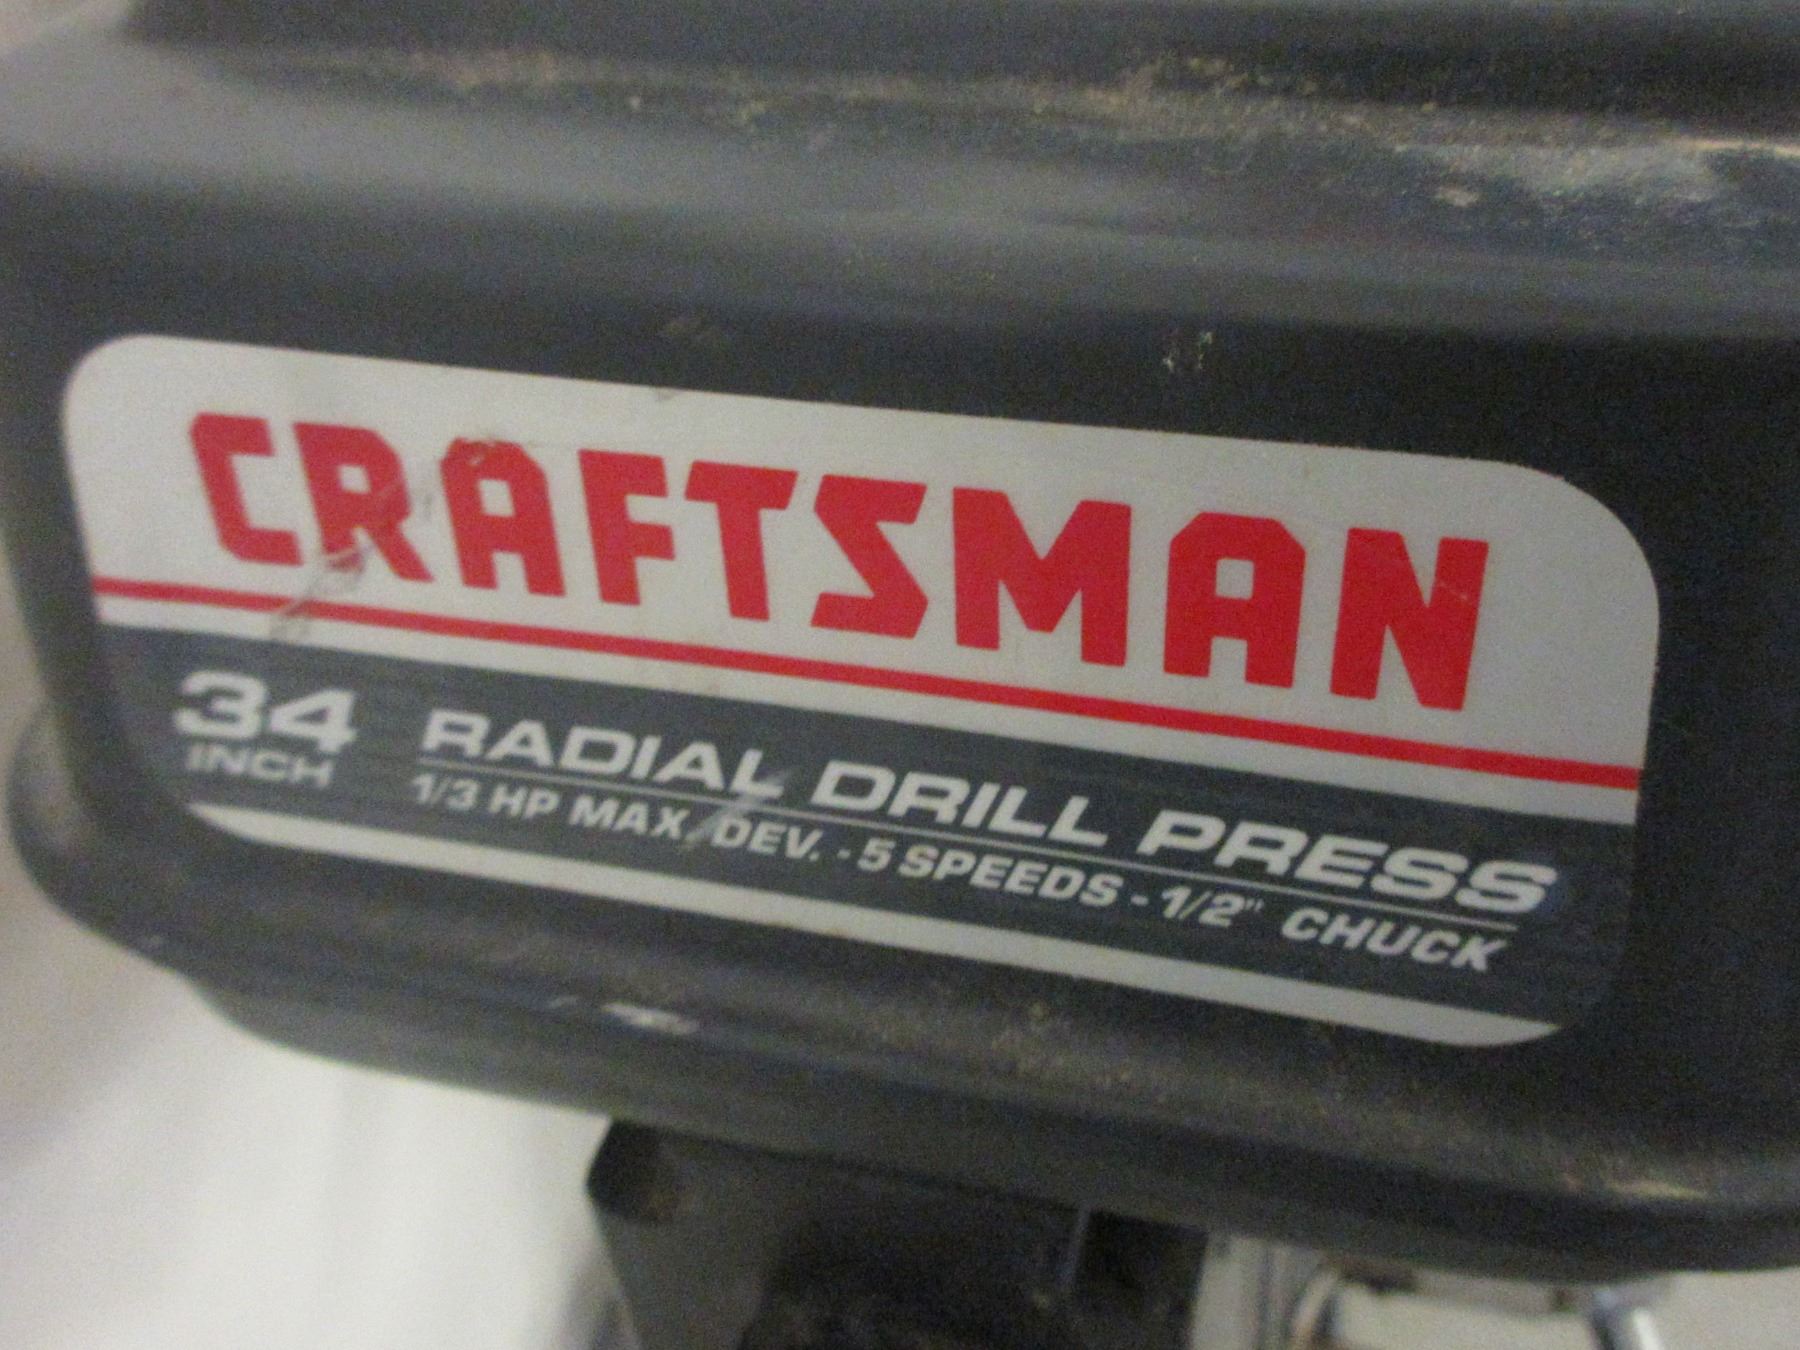 CRAFTSMAN
34 INCH
RADIAL DRILL PRESS
1/3 HP MAX. DEV. - 5 SPEEDS - 1/2" CHUCK